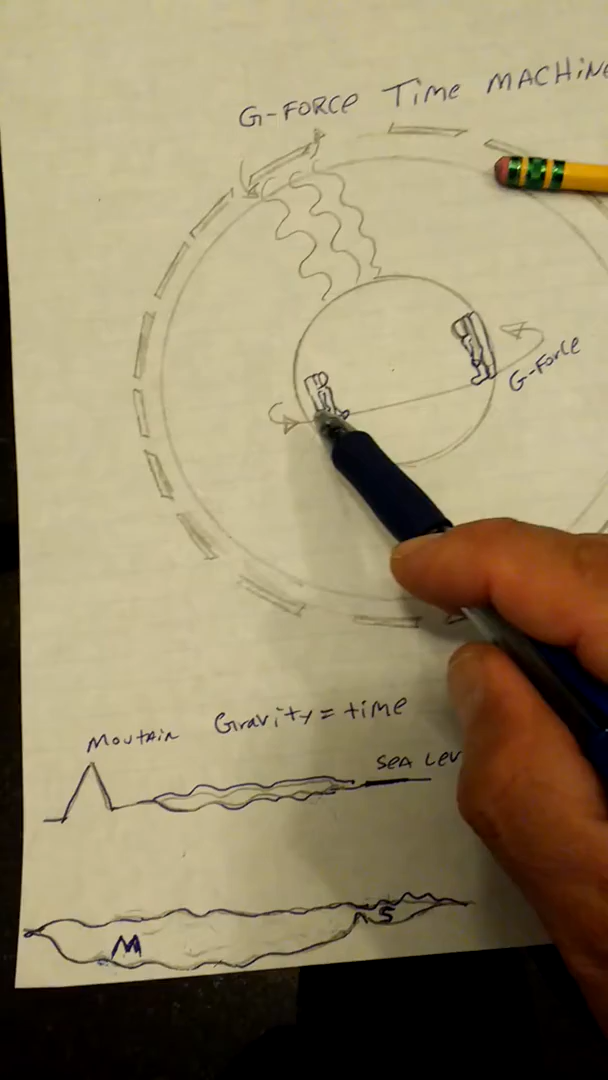 G-FORCE Time MACHINE
G-Force
Moutain Gravity = time
SEA LEV
M
S